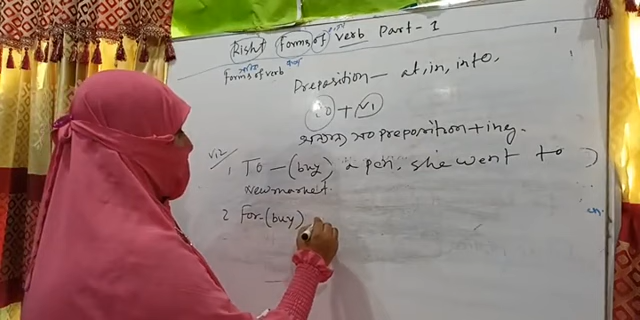 Right forms of verb Part-1
Forms of verb
Preposition — at, in, into,
to + v1
preposition + ing.
1 To — (buy) a pen, she went to
Newmarket.
2 For-(buy)